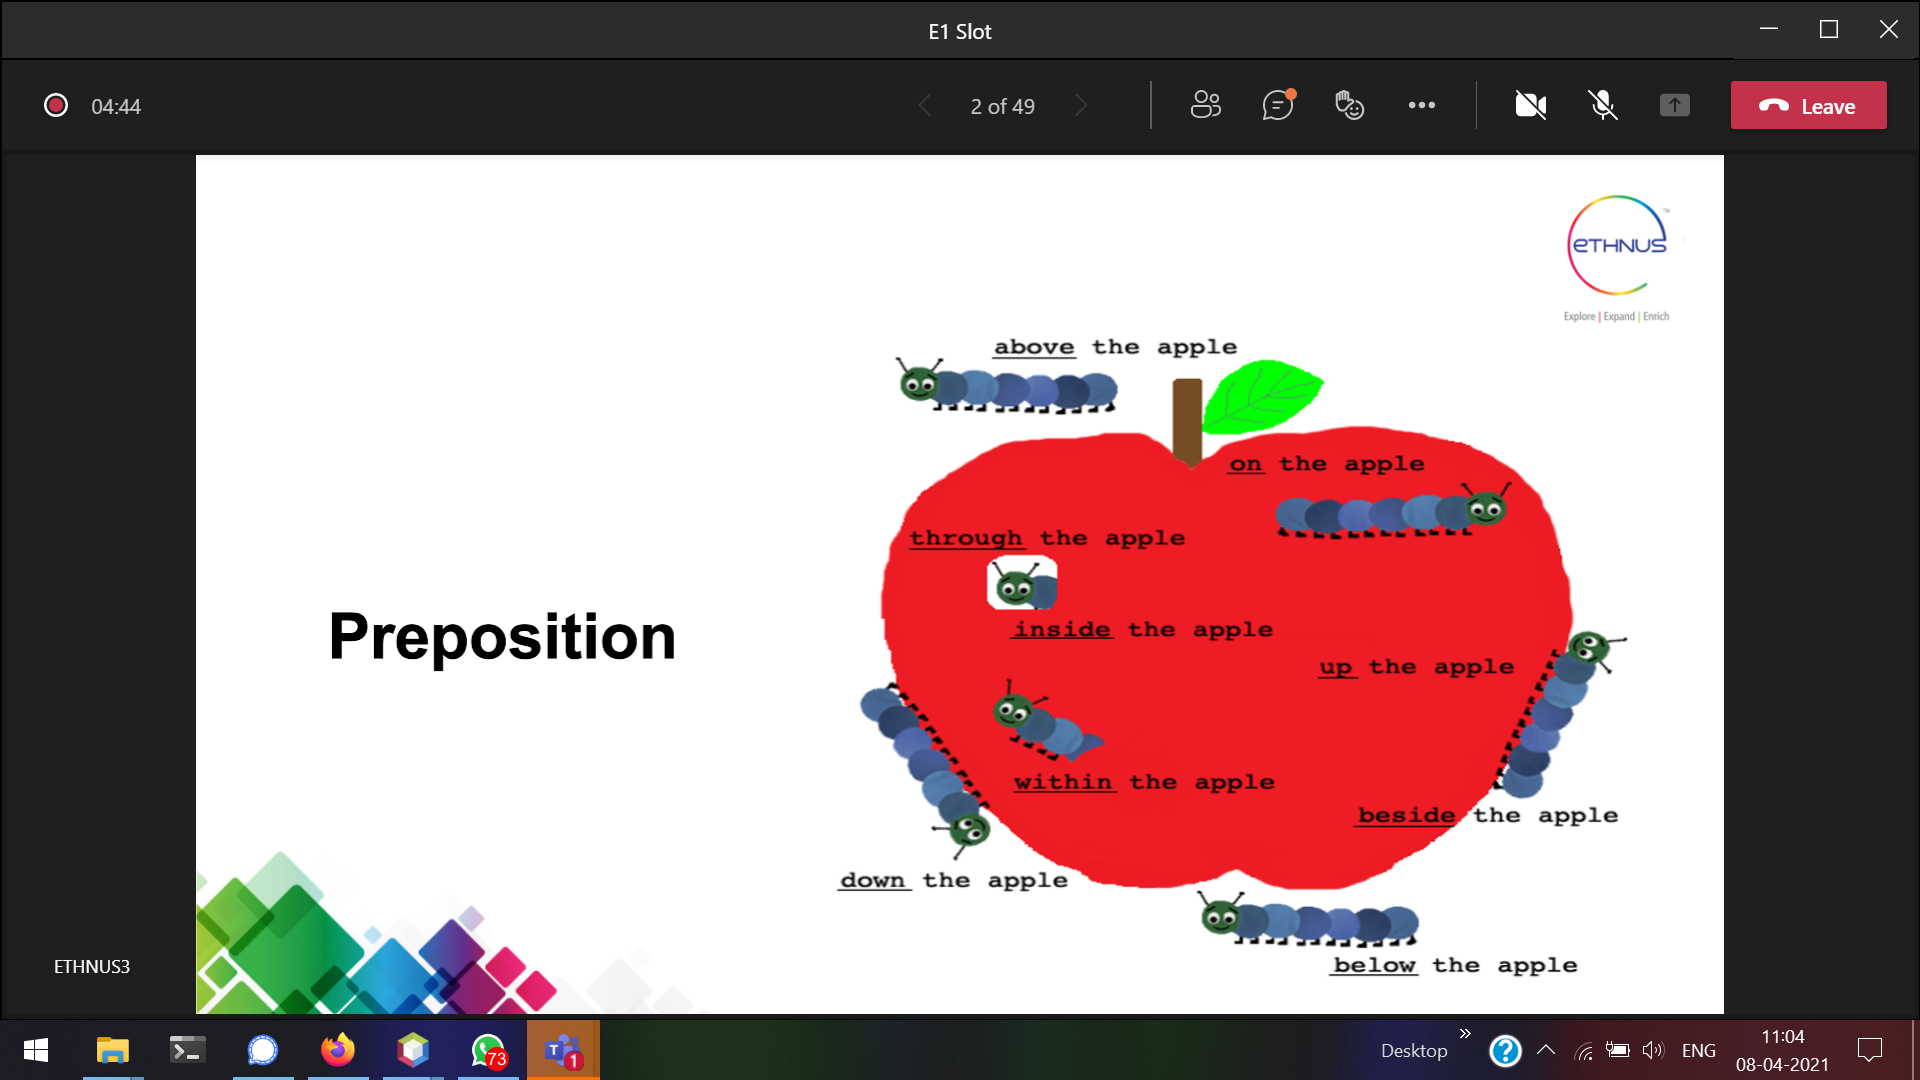 E1 Slot
04:44
2 of 49
Leave
eTHNUS
TM
Explore | Expand | Enrich
above the apple
on the apple
through the apple
inside the apple
Preposition
up the apple
within the apple
beside the apple
down the apple
below the apple
ETHNUS3
73
T
1
Desktop
»
?
ENG
11:04
08-04-2021